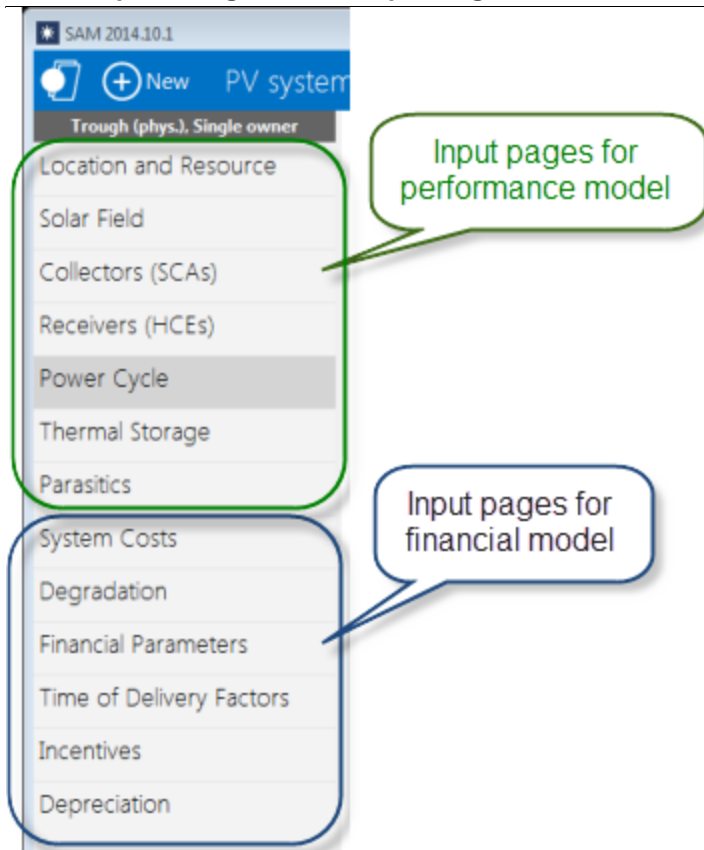 SAM 2014.10.1
New PV system
Trough (phys.), Single owner
Location and Resource
Solar Field
Collectors (SCAs)
Receivers (HCEs)
Power Cycle
Thermal Storage
Parasitics
System Costs
Degradation
Financial Parameters
Time of Delivery Factors
Incentives
Depreciation
Input pages for
performance model
Input pages for
financial model